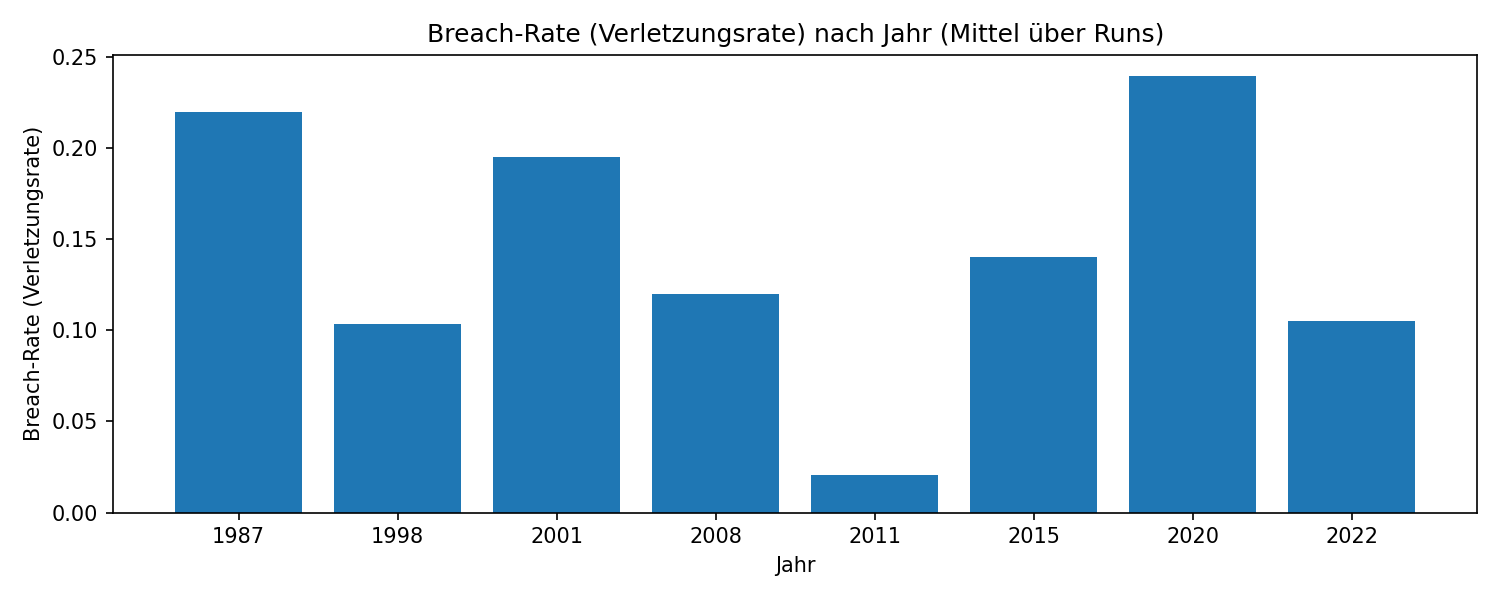 Breach-Rate (Verletzungsrate) nach Jahr (Mittel über Runs)
Breach-Rate (Verletzungsrate)
0.25
0.20
0.15
0.10
0.05
0.00
1987 1998 2001 2008 2011 2015 2020 2022
Jahr